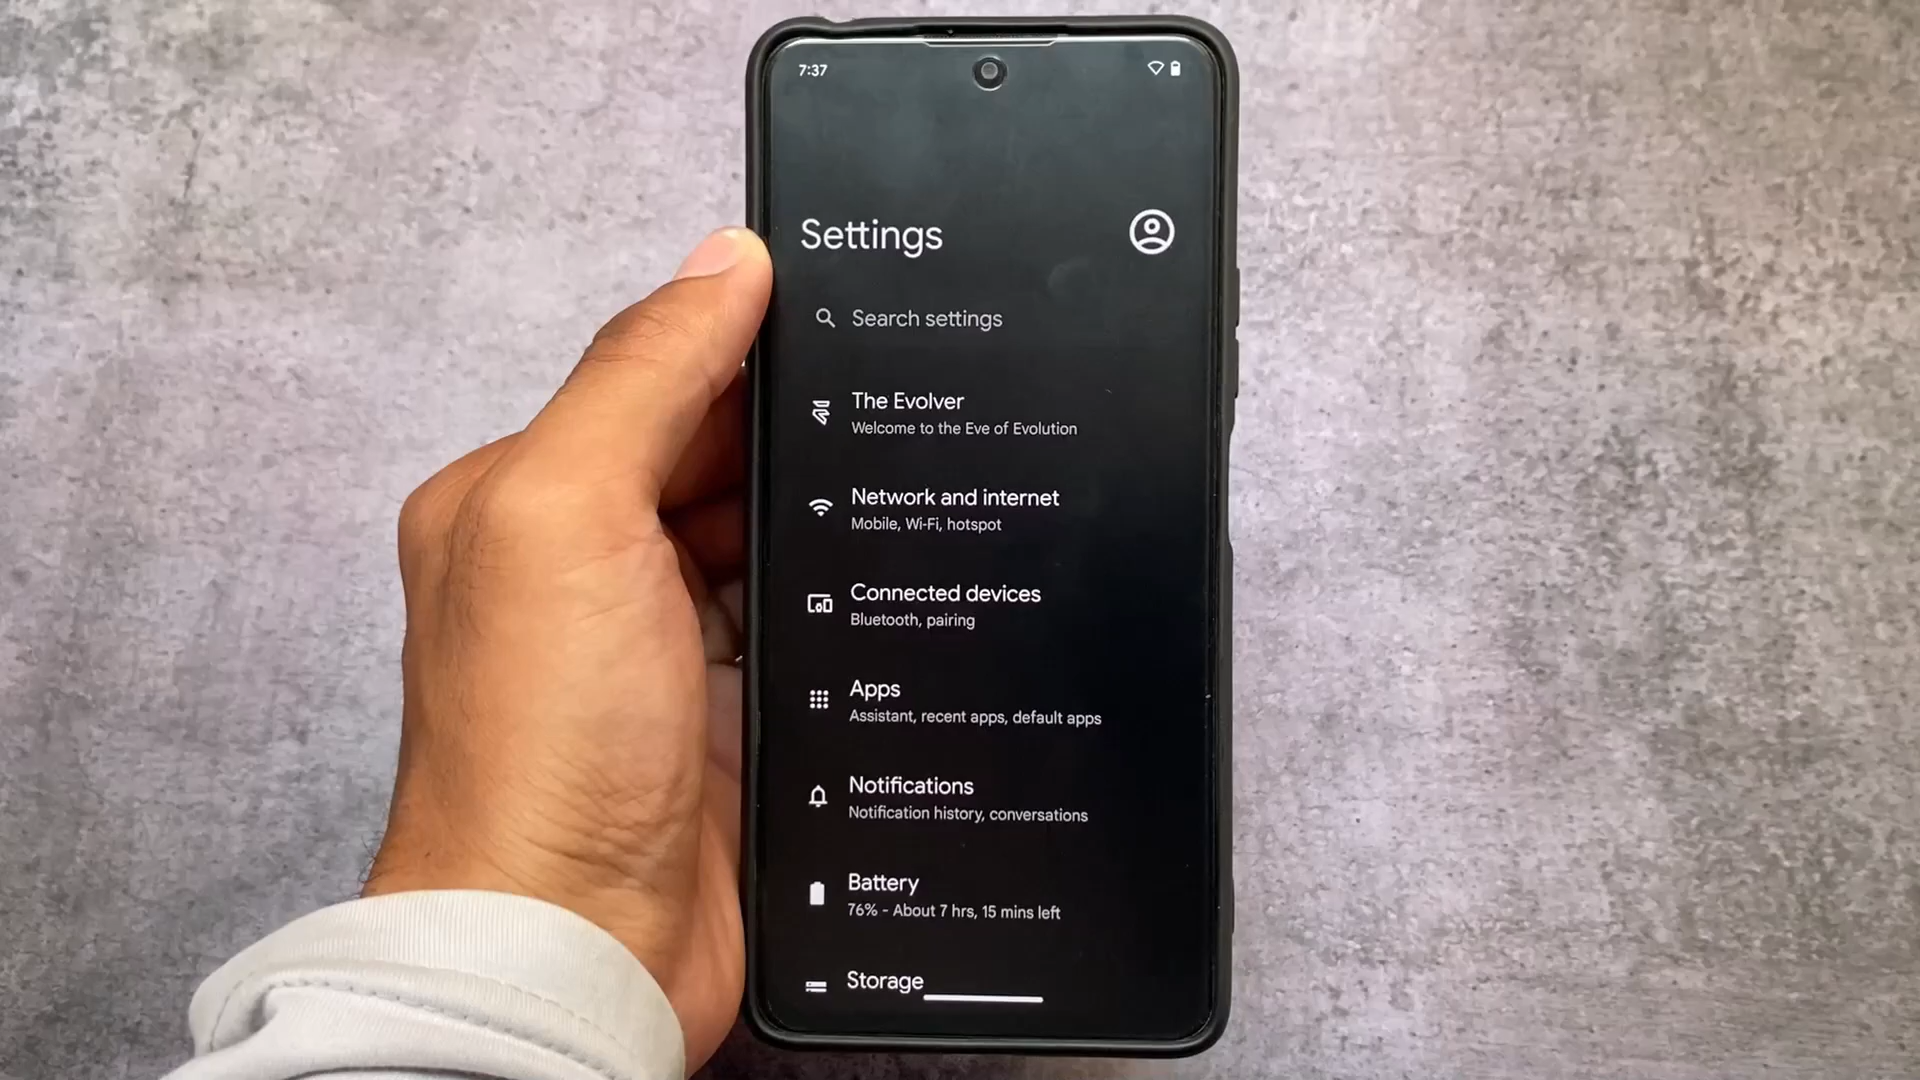 7:37
Settings
Search settings
The Evolver
Welcome to the Eve of Evolution
Network and internet
Mobile, Wi-Fi, hotspot
Connected devices
Bluetooth, pairing
Apps
Assistant, recent apps, default apps
Notifications
Notification history, conversations
Battery
76% - About 7 hrs, 15 mins left
Storage